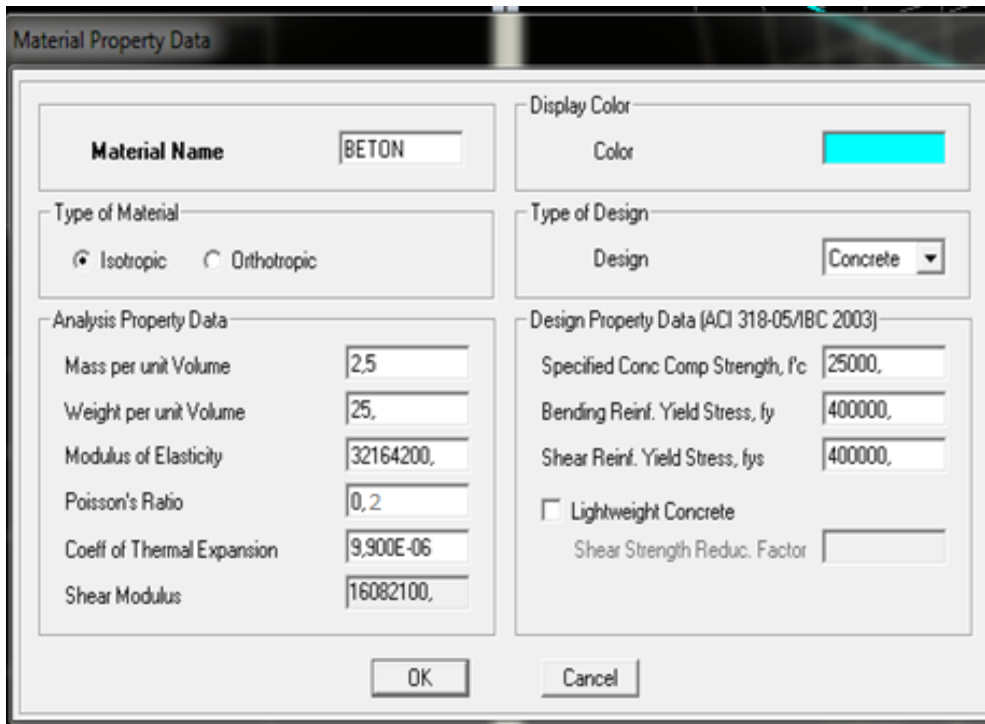 Material Property Data
Material Name BETON
Display Color
Color
Type of Material
Isotropic Orthotropic
Type of Design
Design Concrete
Analysis Property Data
Mass per unit Volume 2,5
Weight per unit Volume 25,
Modulus of Elasticity 32164200,
Poisson's Ratio 0,2
Coeff of Thermal Expansion 9,900E-06
Shear Modulus 16082100,
Design Property Data (ACI 318-05/IBC 2003)
Specified Conc Comp Strength, f'c 25000,
Bending Reinf. Yield Stress, fy 400000,
Shear Reinf. Yield Stress, fys 400000,
Lightweight Concrete
Shear Strength Reduc. Factor
OK Cancel